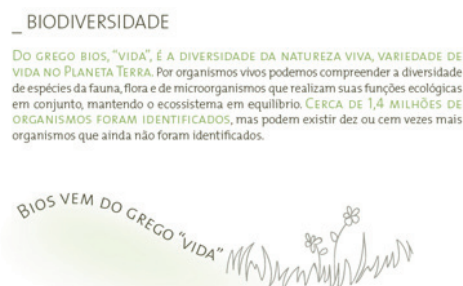 _ BIODIVERSIDADE
DO GREGO BIOS, "VIDA", É A DIVERSIDADE DA NATUREZA VIVA, VARIEDADE DE
VIDA NO PLANETA TERRA. Por organismos vivos podemos compreender a diversidade
de espécies da fauna, flora e de microorganismos que realizam suas funções ecológicas
em conjunto, mantendo o ecossistema em equilíbrio. CERCA DE 1,4 MILHÕES DE
ORGANISMOS FORAM IDENTIFICADOS, mas podem existir dez ou cem vezes mais
organismos que ainda não foram identificados.
BIOS VEM DO GREGO "VIDA"